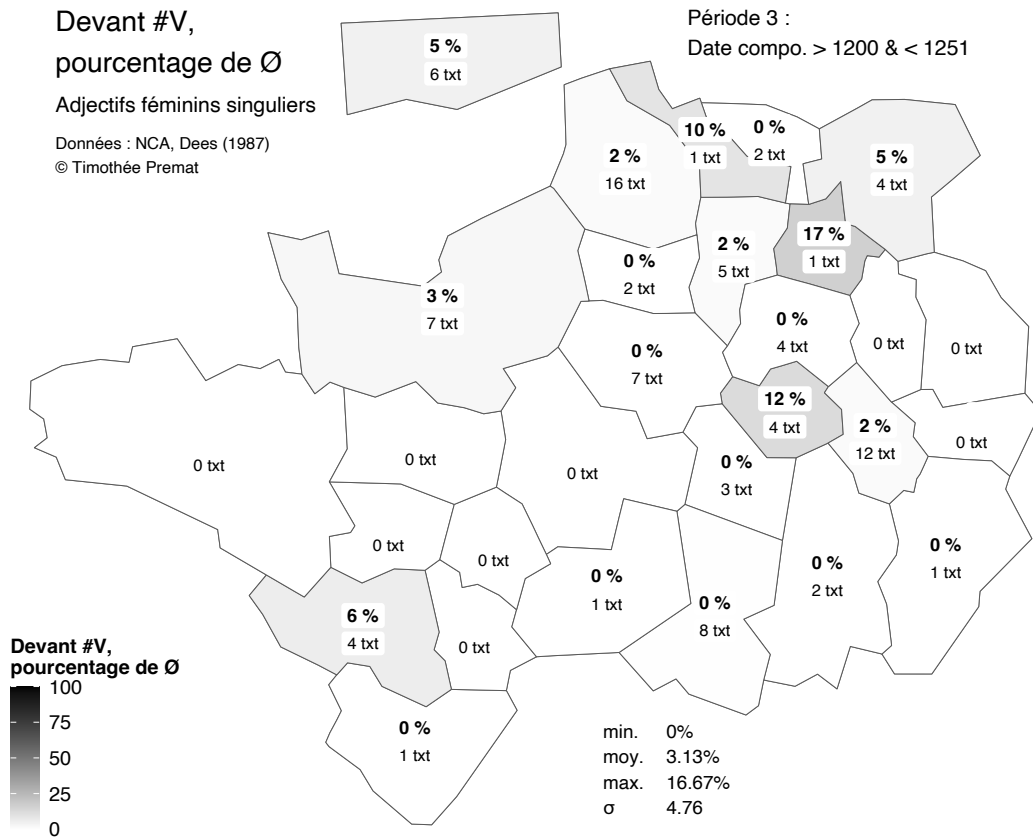 Devant #V,
pourcentage de Ø
Adjectifs féminins singuliers
Données : NCA, Dees (1987)
© Timothée Premat
Période 3 :
Date compo. > 1200 & < 1251
5 %
6 txt
10 %
1 txt
0 %
2 txt
2 %
16 txt
5 %
4 txt
17 %
1 txt
2 %
5 txt
0 %
2 txt
3 %
7 txt
0 %
4 txt
0 txt
0 txt
0 %
7 txt
12 %
4 txt
2 %
12 txt
0 txt
0 txt
0 txt
0 txt
0 %
3 txt
0 txt
0 txt
0 %
1 txt
0 %
2 txt
0 %
1 txt
0 %
8 txt
6 %
4 txt
0 txt
0 %
1 txt
Devant #V,
pourcentage de Ø
100
75
50
25
0
min. 0%
moy. 3.13%
max. 16.67%
σ 4.76